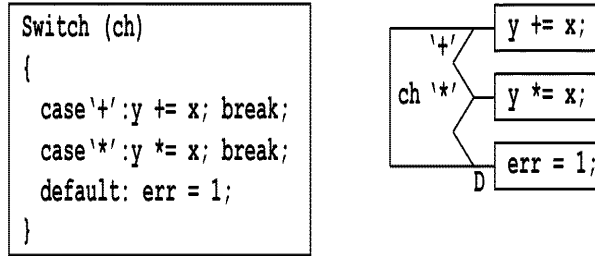 Switch (ch)
{
case‵+′:y += x; break;
case‵*′:y *= x; break;
default: err = 1;
}
y += x;
‵+′
ch ‵*′
y *= x;
err = 1;
D